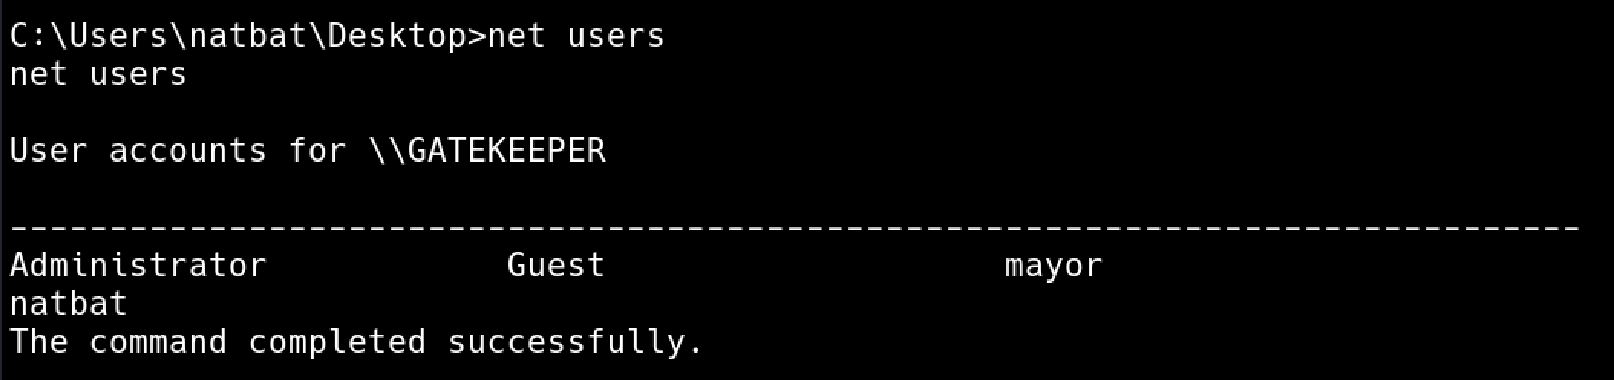 C:\Users\natbat\Desktop>net users
net users
User accounts for \\GATEKEEPER
-------------------------------------------------------------------------------
Administrator            Guest                    mayor
natbat
The command completed successfully.